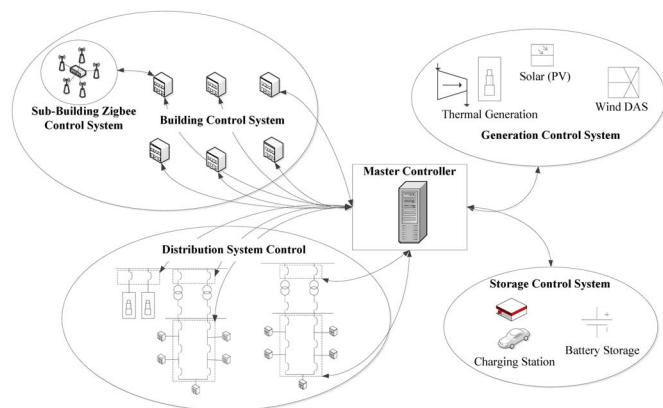 Sub-Building Zigbee
Control System
Building Control System
Solar (PV)
Thermal Generation
Wind DAS
Generation Control System
Master Controller
Distribution System Control
Storage Control System
Charging Station
Battery Storage